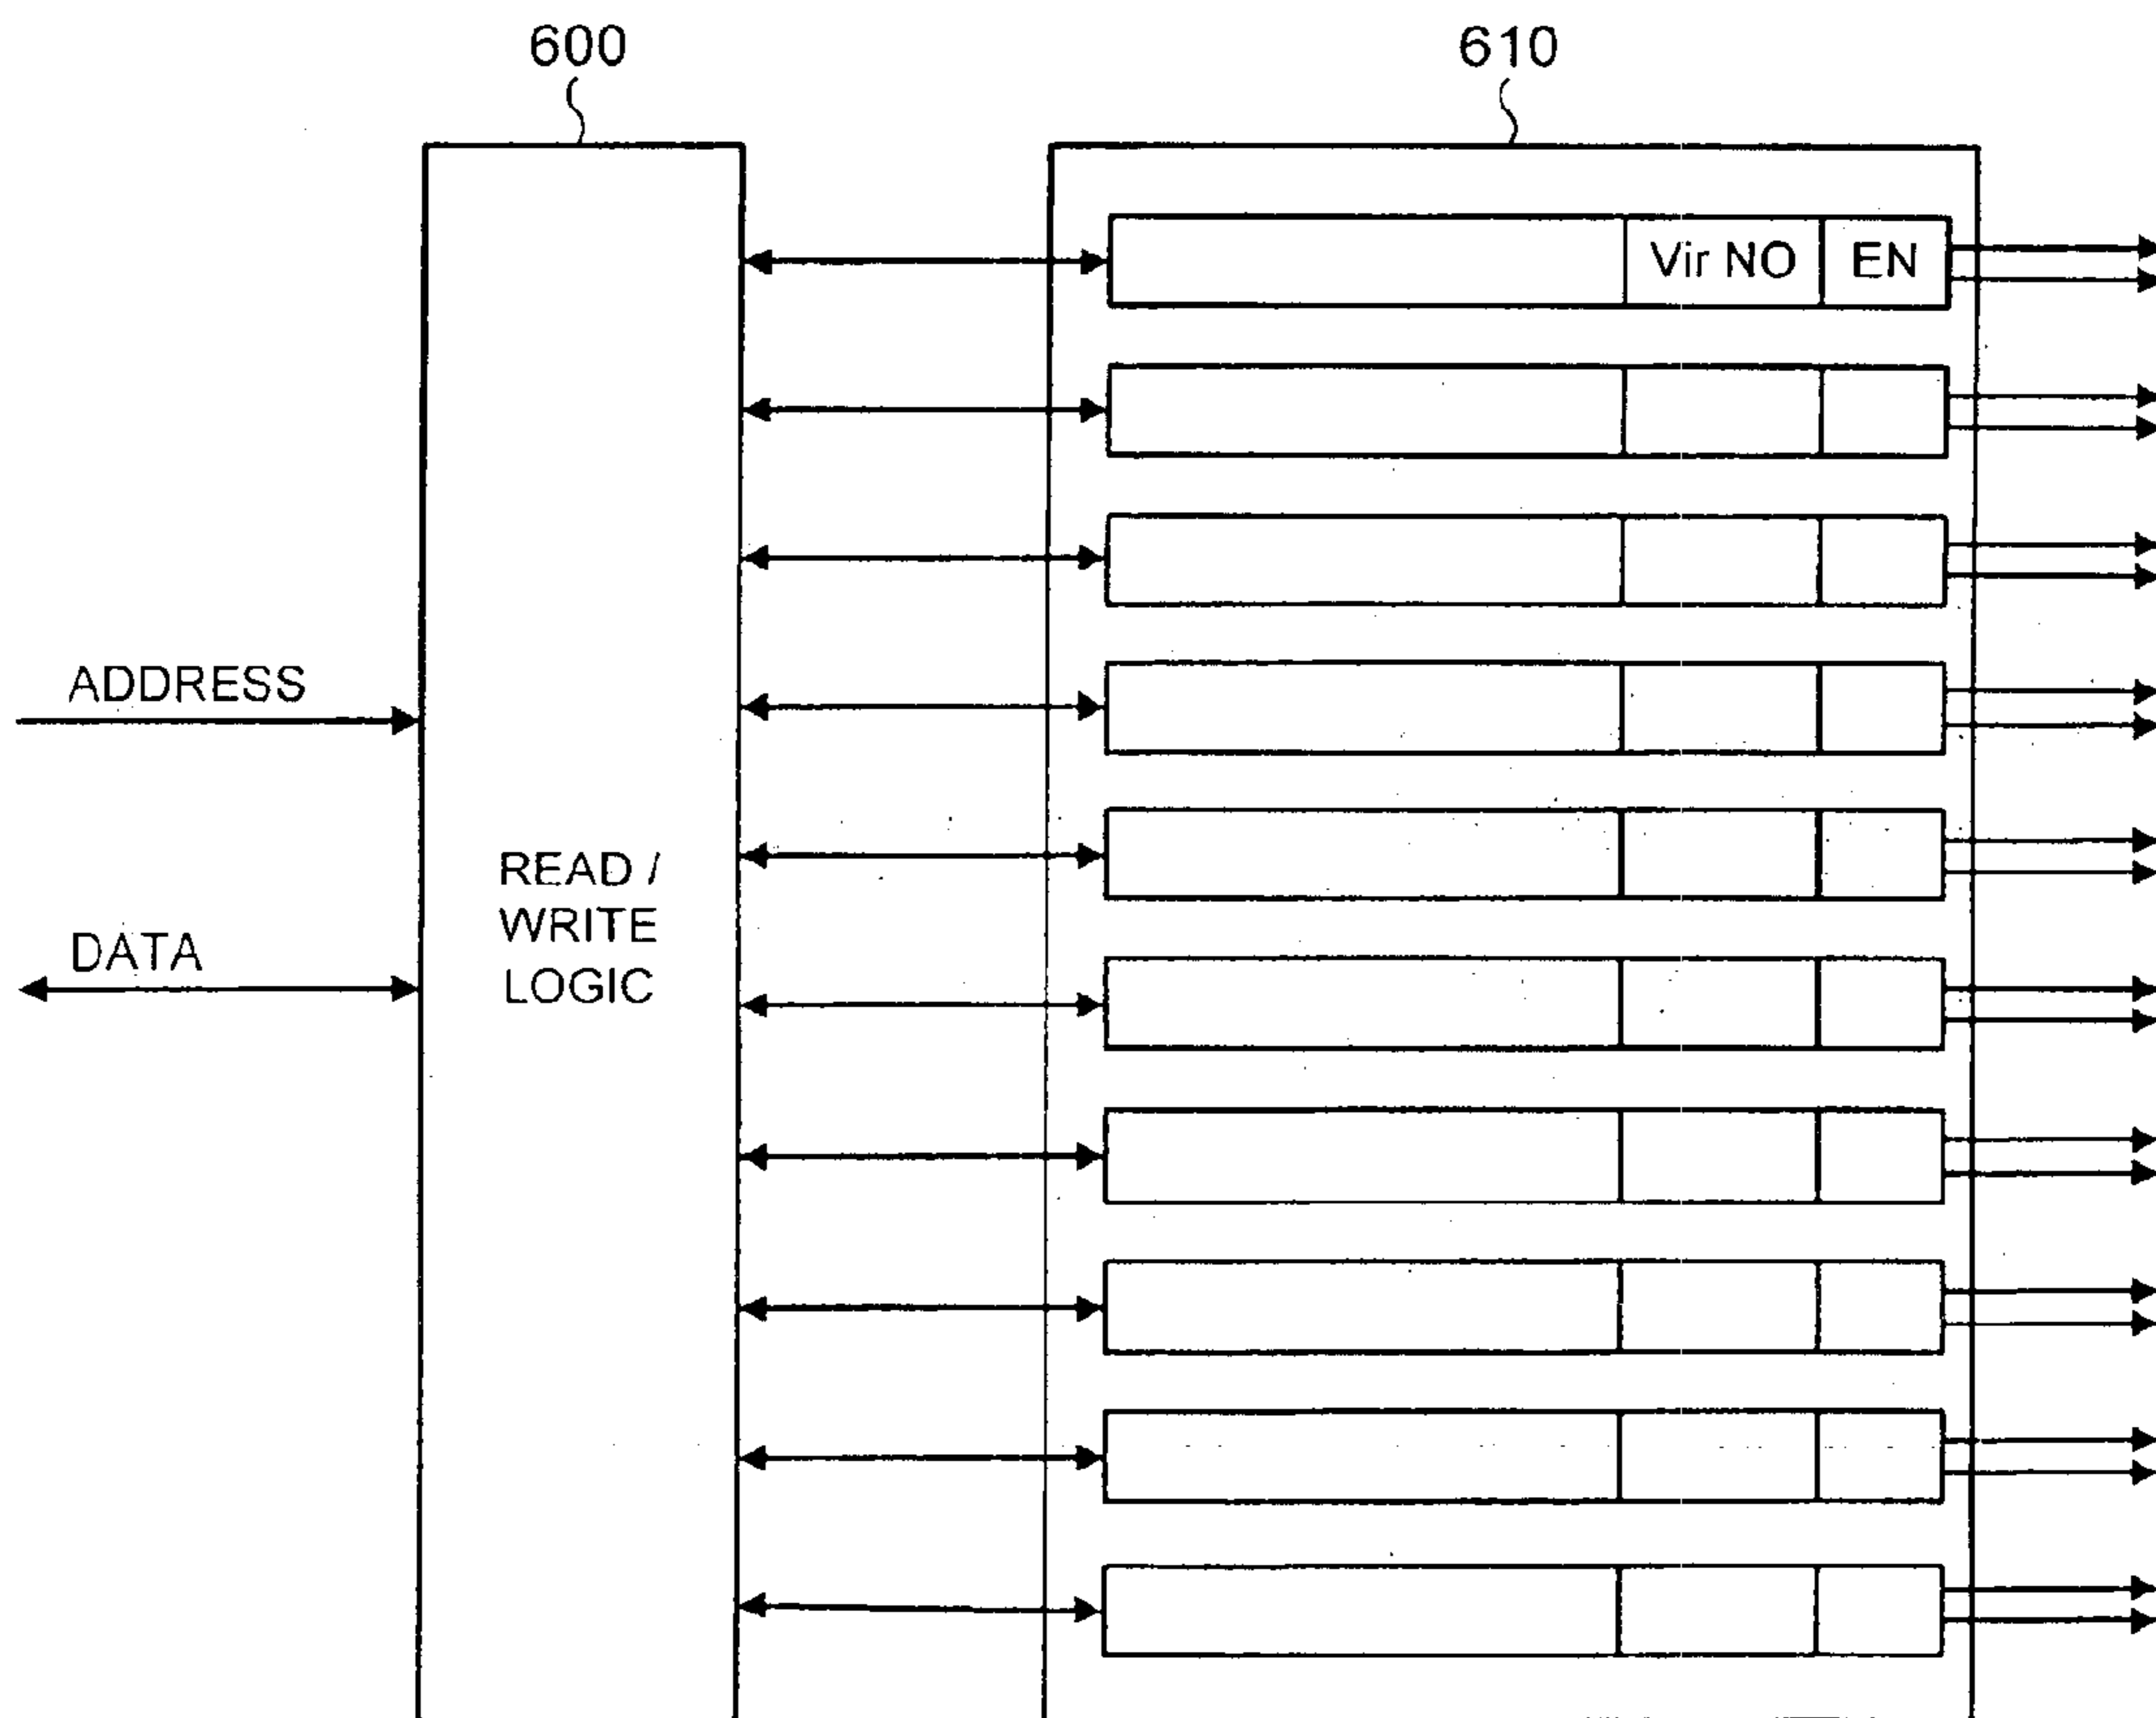 600
610
Vir NO
EN
ADDRESS
READ /
WRITE
LOGIC
DATA